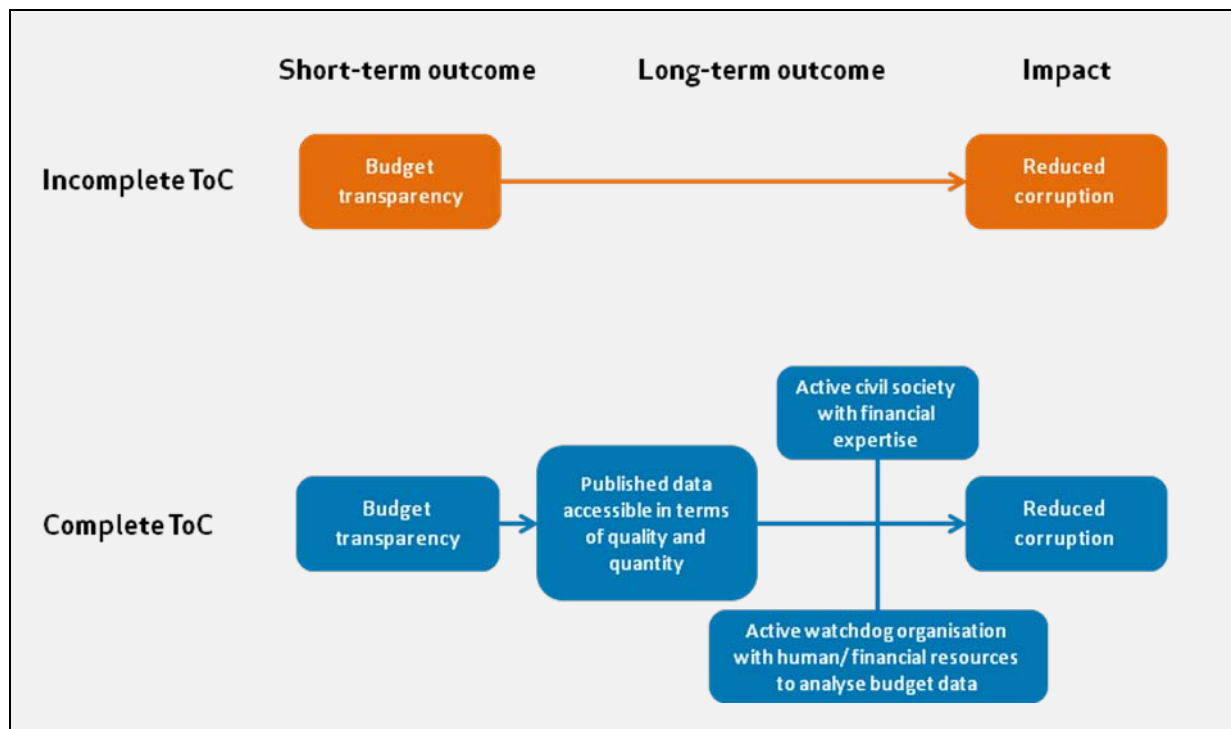 Short-term outcome
Long-term outcome
Impact
Incomplete ToC
Budget
transparency
Reduced
corruption
Complete ToC
Budget
transparency
Published data
accessible in terms
of quality and
quantity
Active civil society
with financial
expertise
Active watchdog organisation
with human/ financial resources
to analyse budget data
Reduced
corruption